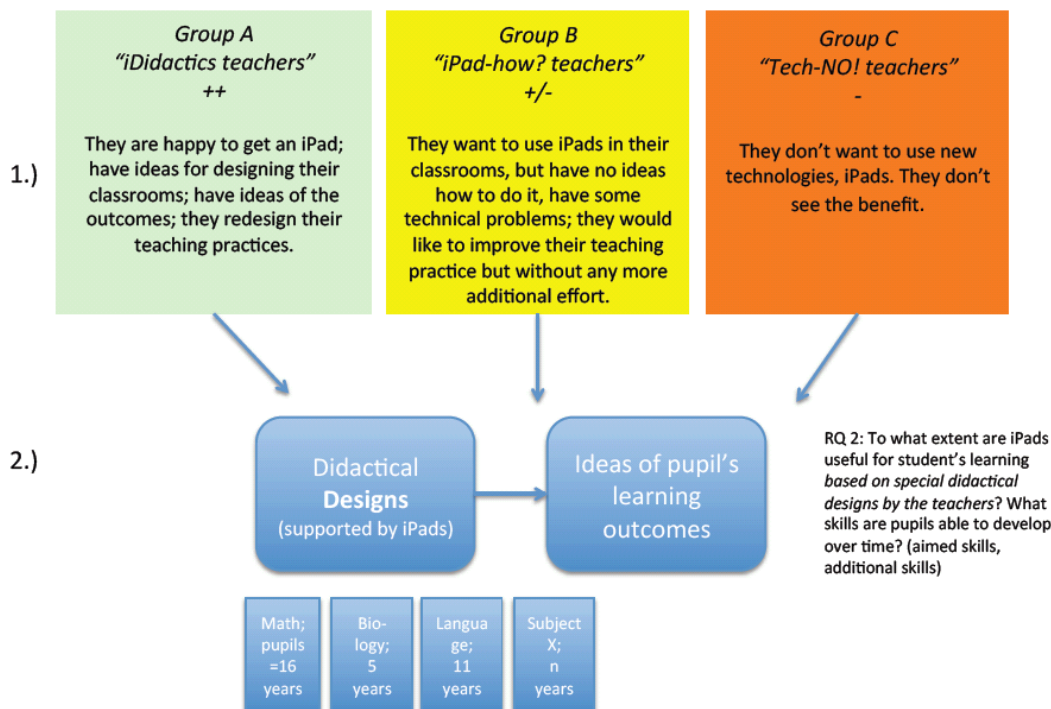 1.)
Group A
“iDidactics teachers”
++
They are happy to get an iPad;
have ideas for designing their
classrooms; have ideas of the
outcomes; they redesign their
teaching practices.
Group B
“iPad-how? teachers”
+/-
They want to use iPads in their
classrooms, but have no ideas
how to do it, have some
technical problems; they would
like to improve their teaching
practice but without any more
additional effort.
Group C
“Tech-NO! teachers”
-
They don’t want to use new
technologies, iPads. They don’t
see the benefit.
2.)
Didactical
Designs
(supported by iPads)
Ideas of pupil’s
learning
outcomes
RQ 2: To what extent are iPads
useful for student’s learning
based on special didactical
designs by the teachers? What
skills are pupils able to develop
over time? (aimed skills,
additional skills)
Math;
pupils
=16
years
Bio-
logy;
5
years
Langua
ge;
11
years
Subject
X;
n
years